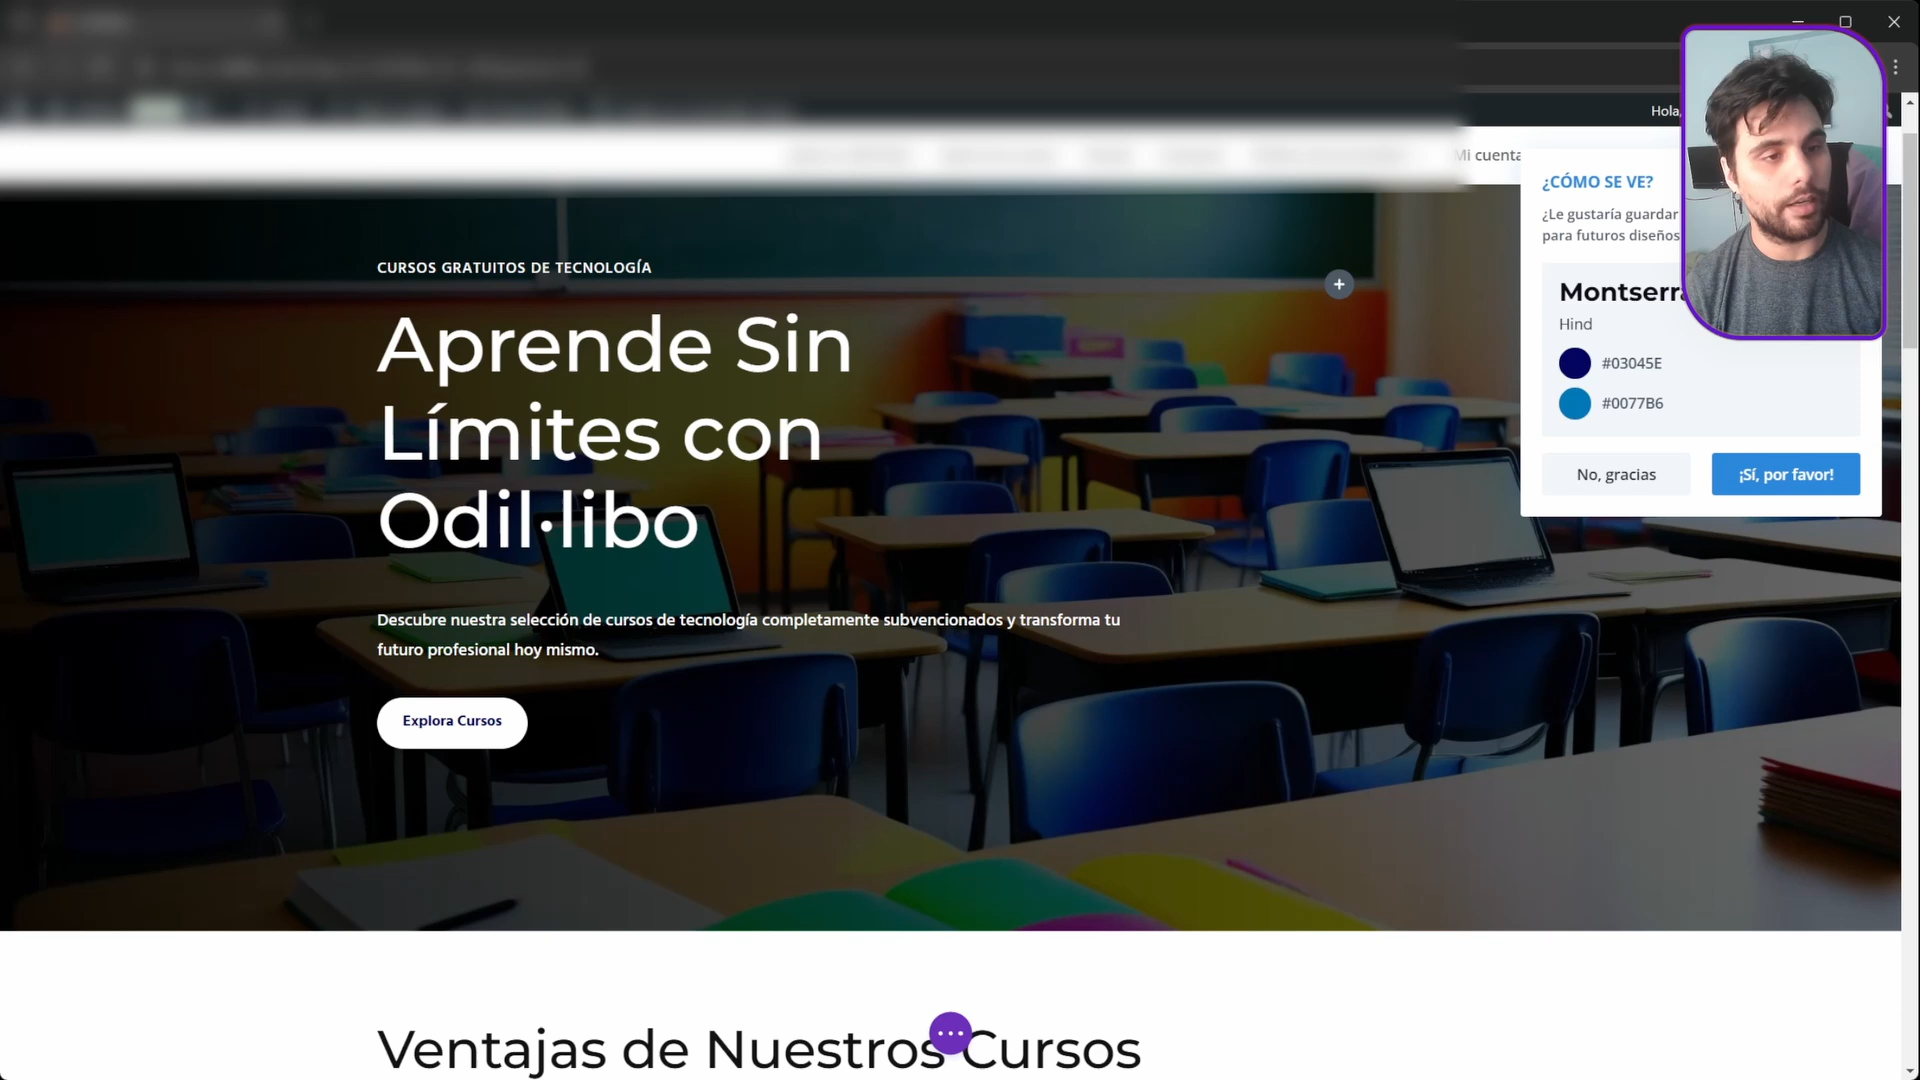 Hola,
Mi cuenta
¿CÓMO SE VE?
¿Le gustaría guardar
para futuros diseños
Montserra
Hind
#03045E
#0077B6
No, gracias
¡Sí, por favor!
CURSOS GRATUITOS DE TECNOLOGÍA
Aprende Sin
Límites con
Odil·libo
Descubre nuestra selección de cursos de tecnología completamente subvencionados y transforma tu
futuro profesional hoy mismo.
Explora Cursos
Ventajas de Nuestros Cursos